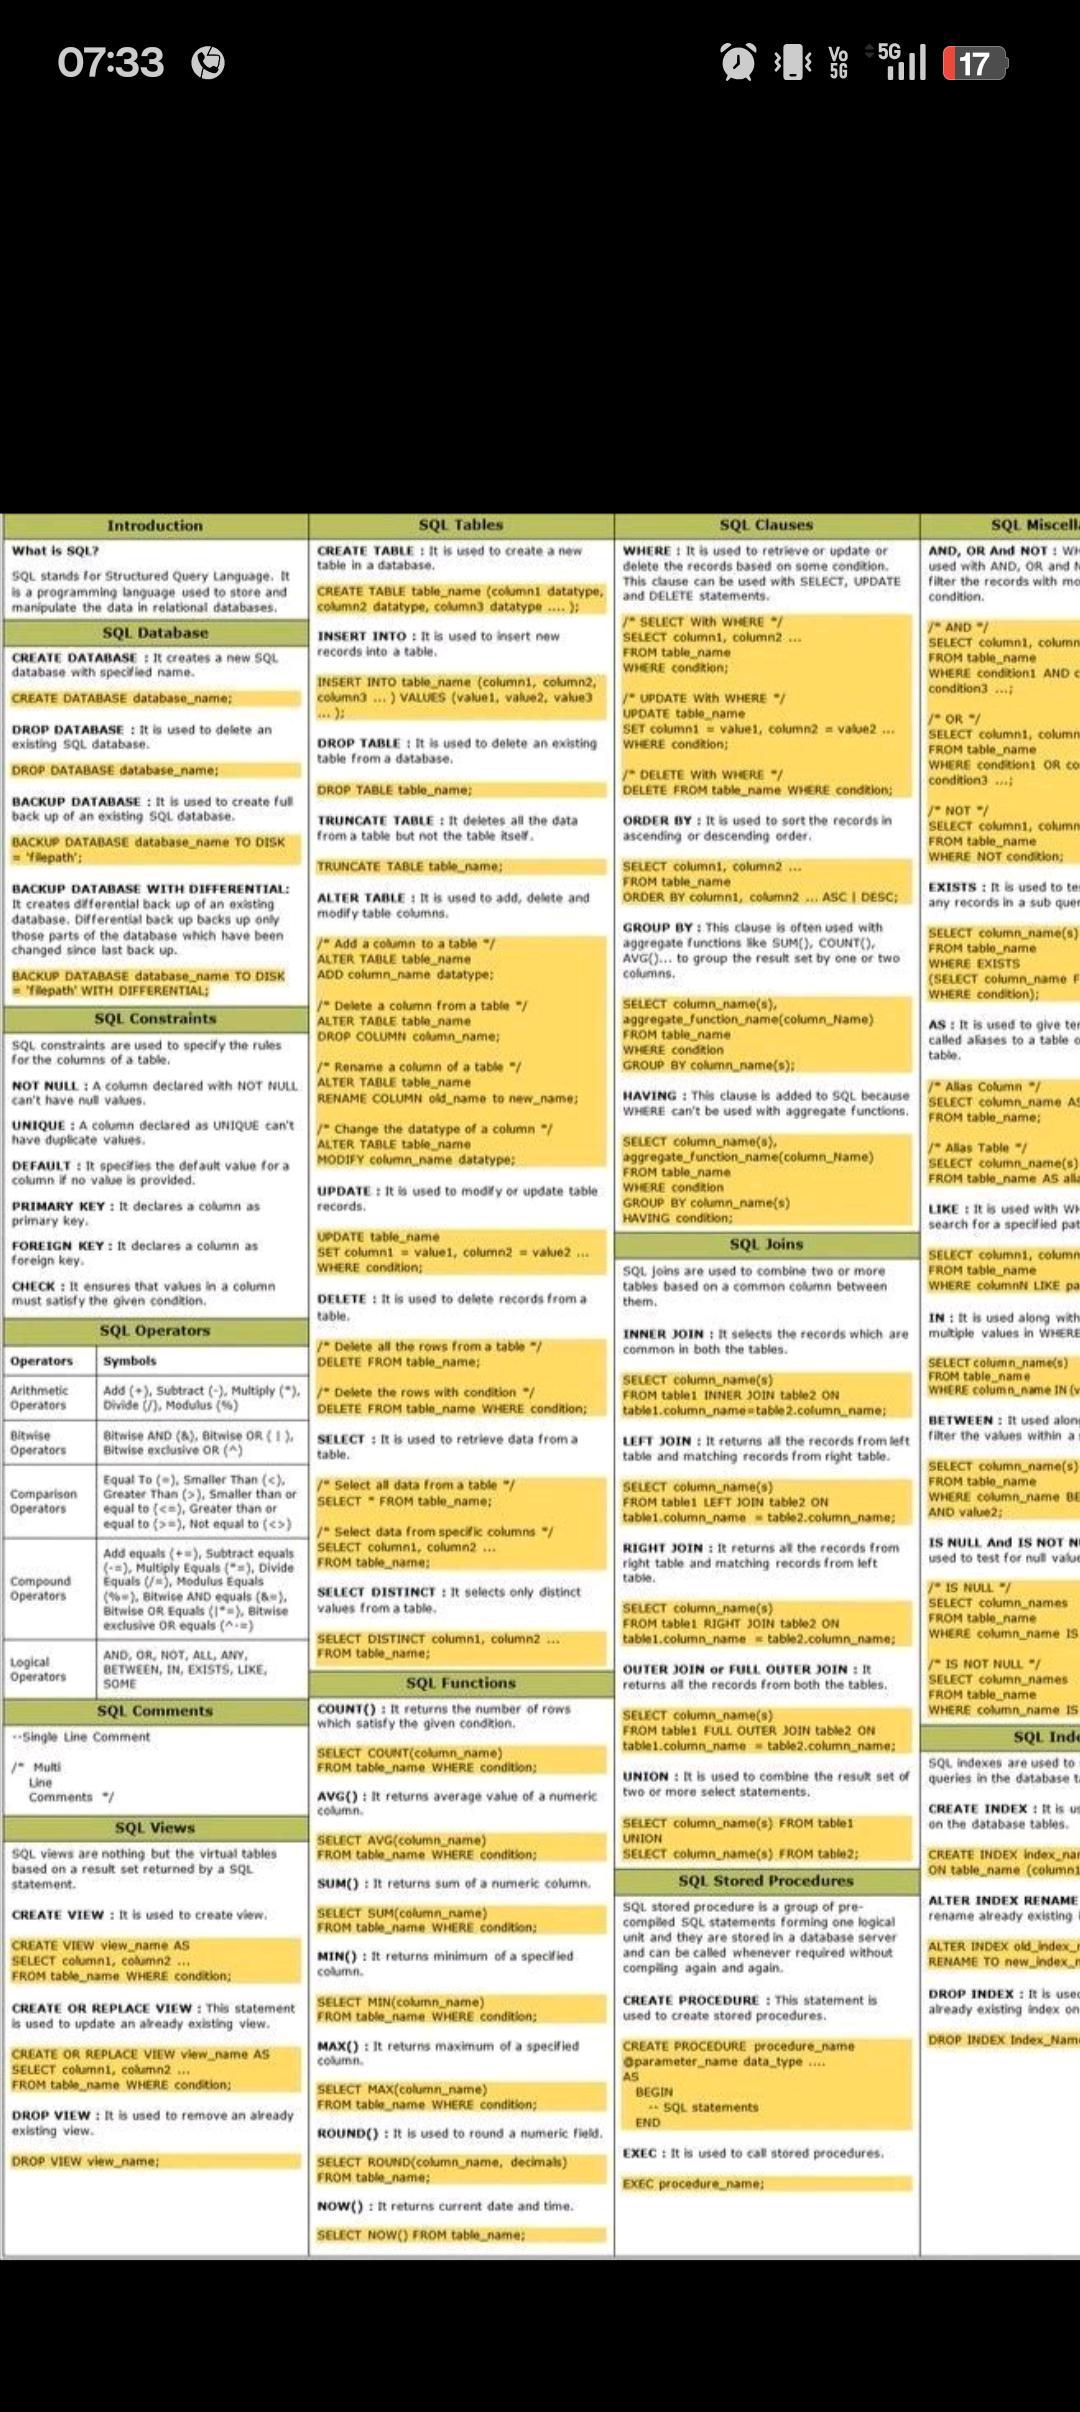 07:33
Vo
5G
5G
17
Introduction
What is SQL?
SQL stands for Structured Query Language. It
is a programming language used to store and
manipulate the data in relational databases.
SQL Database
CREATE DATABASE : It creates a new SQL
database with specified name.
CREATE DATABASE database_name;
DROP DATABASE : It is used to delete an
existing SQL database.
DROP DATABASE database_name;
BACKUP DATABASE : It is used to create full
back up of an existing SQL database.
BACKUP DATABASE database_name TO DISK
= 'filepath';
BACKUP DATABASE WITH DIFFERENTIAL:
It creates differential back up of an existing
database. Differential back up backs up only
those parts of the database which have been
changed since last back up.
BACKUP DATABASE database_name TO DISK
= 'filepath' WITH DIFFERENTIAL;
SQL Constraints
SQL constraints are used to specify the rules
for the columns of a table.
NOT NULL : A column declared with NOT NULL
can't have null values.
UNIQUE : A column declared as UNIQUE can't
have duplicate values.
DEFAULT : It specifies the default value for a
column if no value is provided.
PRIMARY KEY : It declares a column as
primary key.
FOREIGN KEY : It declares a column as
foreign key.
CHECK : It ensures that values in a column
must satisfy the given condition.
SQL Operators
Operators Symbols
Arithmetic
Operators
Add (+), Subtract (-), Multiply (*),
Divide (/), Modulus (%)
Bitwise
Operators
Bitwise AND (&), Bitwise OR ( | ),
Bitwise exclusive OR (^)
Comparison
Operators
Equal To (=), Smaller Than (<),
Greater Than (>), Smaller than or
equal to (<=), Greater than or
equal to (>=), Not equal to (<>)
Compound
Operators
Add equals (+=), Subtract equals
(-=), Multiply Equals (*=), Divide
Equals (/=), Modulus Equals
(%=), Bitwise AND equals (&=),
Bitwise OR Equals (|*=), Bitwise
exclusive OR equals (^-=)
Logical
Operators
AND, OR, NOT, ALL, ANY,
BETWEEN, IN, EXISTS, LIKE,
SOME
SQL Comments
--Single Line Comment
/* Multi
Line
Comments */
SQL Views
SQL views are nothing but the virtual tables
based on a result set returned by a SQL
statement.
CREATE VIEW : It is used to create view.
CREATE VIEW view_name AS
SELECT column1, column2 ...
FROM table_name WHERE condition;
CREATE OR REPLACE VIEW : This statement
is used to update an already existing view.
CREATE OR REPLACE VIEW view_name AS
SELECT column1, column2 ...
FROM table_name WHERE condition;
DROP VIEW : It is used to remove an already
existing view.
DROP VIEW view_name;
SQL Tables
CREATE TABLE : It is used to create a new
table in a database.
CREATE TABLE table_name (column1 datatype,
column2 datatype, column3 datatype .... );
INSERT INTO : It is used to insert new
records into a table.
INSERT INTO table_name (column1, column2,
column3 ... ) VALUES (value1, value2, value3
... );
DROP TABLE : It is used to delete an existing
table from a database.
DROP TABLE table_name;
TRUNCATE TABLE : It deletes all the data
from a table but not the table itself.
TRUNCATE TABLE table_name;
ALTER TABLE : It is used to add, delete and
modify table columns.
/* Add a column to a table */
ALTER TABLE table_name
ADD column_name datatype;
/* Delete a column from a table */
ALTER TABLE table_name
DROP COLUMN column_name;
/* Rename a column of a table */
ALTER TABLE table_name
RENAME COLUMN old_name to new_name;
/* Change the datatype of a column */
ALTER TABLE table_name
MODIFY column_name datatype;
UPDATE : It is used to modify or update table
records.
UPDATE table_name
SET column1 = value1, column2 = value2 ...
WHERE condition;
DELETE : It is used to delete records from a
table.
/* Delete all the rows from a table */
DELETE FROM table_name;
/* Delete the rows with condition */
DELETE FROM table_name WHERE condition;
SELECT : It is used to retrieve data from a
table.
/* Select all data from a table */
SELECT * FROM table_name;
/* Select data from specific columns */
SELECT column1, column2 ...
FROM table_name;
SELECT DISTINCT : It selects only distinct
values from a table.
SELECT DISTINCT column1, column2 ...
FROM table_name;
SQL Functions
COUNT() : It returns the number of rows
which satisfy the given condition.
SELECT COUNT(column_name)
FROM table_name WHERE condition;
AVG() : It returns average value of a numeric
column.
SELECT AVG(column_name)
FROM table_name WHERE condition;
SUM() : It returns sum of a numeric column.
SELECT SUM(column_name)
FROM table_name WHERE condition;
MIN() : It returns minimum of a specified
column.
SELECT MIN(column_name)
FROM table_name WHERE condition;
MAX() : It returns maximum of a specified
column.
SELECT MAX(column_name)
FROM table_name WHERE condition;
ROUND() : It is used to round a numeric field.
SELECT ROUND(column_name, decimals)
FROM table_name;
NOW() : It returns current date and time.
SELECT NOW() FROM table_name;
SQL Clauses
WHERE : It is used to retrieve or update or
delete the records based on some condition.
This clause can be used with SELECT, UPDATE
and DELETE statements.
/* SELECT With WHERE */
SELECT column1, column2 ...
FROM table_name
WHERE condition;
/* UPDATE With WHERE */
UPDATE table_name
SET column1 = value1, column2 = value2 ...
WHERE condition;
/* DELETE With WHERE */
DELETE FROM table_name WHERE condition;
ORDER BY : It is used to sort the records in
ascending or descending order.
SELECT column1, column2 ...
FROM table_name
ORDER BY column1, column2 ... ASC | DESC;
GROUP BY : This clause is often used with
aggregate functions like SUM(), COUNT(),
AVG()... to group the result set by one or two
columns.
SELECT column_name(s),
aggregate_function_name(column_Name)
FROM table_name
WHERE condition
GROUP BY column_name(s);
HAVING : This clause is added to SQL because
WHERE can't be used with aggregate functions.
SELECT column_name(s),
aggregate_function_name(column_Name)
FROM table_name
WHERE condition
GROUP BY column_name(s)
HAVING condition;
SQL Joins
SQL joins are used to combine two or more
tables based on a common column between
them.
INNER JOIN : It selects the records which are
common in both the tables.
SELECT column_name(s)
FROM table1 INNER JOIN table2 ON
table1.column_name=table2.column_name;
LEFT JOIN : It returns all the records from left
table and matching records from right table.
SELECT column_name(s)
FROM table1 LEFT JOIN table2 ON
table1.column_name = table2.column_name;
RIGHT JOIN : It returns all the records from
right table and matching records from left
table.
SELECT column_name(s)
FROM table1 RIGHT JOIN table2 ON
table1.column_name = table2.column_name;
OUTER JOIN or FULL OUTER JOIN : It
returns all the records from both the tables.
SELECT column_name(s)
FROM table1 FULL OUTER JOIN table2 ON
table1.column_name = table2.column_name;
UNION : It is used to combine the result set of
two or more select statements.
SELECT column_name(s) FROM table1
UNION
SELECT column_name(s) FROM table2;
SQL Stored Procedures
SQL stored procedure is a group of pre-
compiled SQL statements forming one logical
unit and they are stored in a database server
and can be called whenever required without
compiling again and again.
CREATE PROCEDURE : This statement is
used to create stored procedures.
CREATE PROCEDURE procedure_name
@parameter_name data_type ....
AS
BEGIN
-- SQL statements
END
EXEC : It is used to call stored procedures.
EXEC procedure_name;
SQL Miscella
AND, OR And NOT : WH
used with AND, OR and N
filter the records with mo
condition.
/* AND */
SELECT column1, column
FROM table_name
WHERE condition1 AND c
condition3 ...;
/* OR */
SELECT column1, column
FROM table_name
WHERE condition1 OR co
condition3 ...;
/* NOT */
SELECT column1, column
FROM table_name
WHERE NOT condition;
EXISTS : It is used to te
any records in a sub que
SELECT column_name(s)
FROM table_name
WHERE EXISTS
(SELECT column_name F
WHERE condition);
AS : It is used to give te
called aliases to a table o
table.
/* Alias Column */
SELECT column_name AS
FROM table_name;
/* Alias Table */
SELECT column_name(s)
FROM table_name AS alia
LIKE : It is used with WH
search for a specified pat
SELECT column1, column
FROM table_name
WHERE columnN LIKE pa
IN : It is used along with
multiple values in WHERE
SELECT column_name(s)
FROM table_name
WHERE column_name IN (v
BETWEEN : It used along
filter the values within a
SELECT column_name(s)
FROM table_name
WHERE column_name BE
AND value2;
IS NULL And IS NOT N
used to test for null value
/* IS NULL */
SELECT column_names
FROM table_name
WHERE column_name IS
/* IS NOT NULL */
SELECT column_names
FROM table_name
WHERE column_name IS
SQL Inde
SQL indexes are used to
queries in the database t
CREATE INDEX : It is us
on the database tables.
CREATE INDEX index_na
ON table_name (column1
ALTER INDEX RENAME
rename already existing i
ALTER INDEX old_index_
RENAME TO new_index_n
DROP INDEX : It is used
already existing index on
DROP INDEX Index_Name